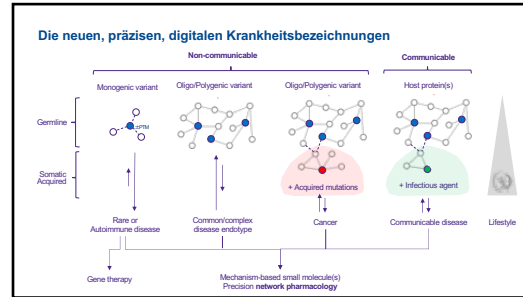 Die neuen, präzisen, digitalen Krankheitsbezeichnungen
Non-communicable
Communicable
Monogenic variant
Oligo/Polygenic variant
Oligo/Polygenic variant
Host protein(s)
Germline
±PTM
Somatic
Acquired
+ Acquired mutations
+ Infectious agent
Rare or
Autoimmune disease
Common/complex
disease endotype
Cancer
Communicable disease
Lifestyle
Gene therapy
Mechanism-based small molecule(s)
Precision network pharmacology